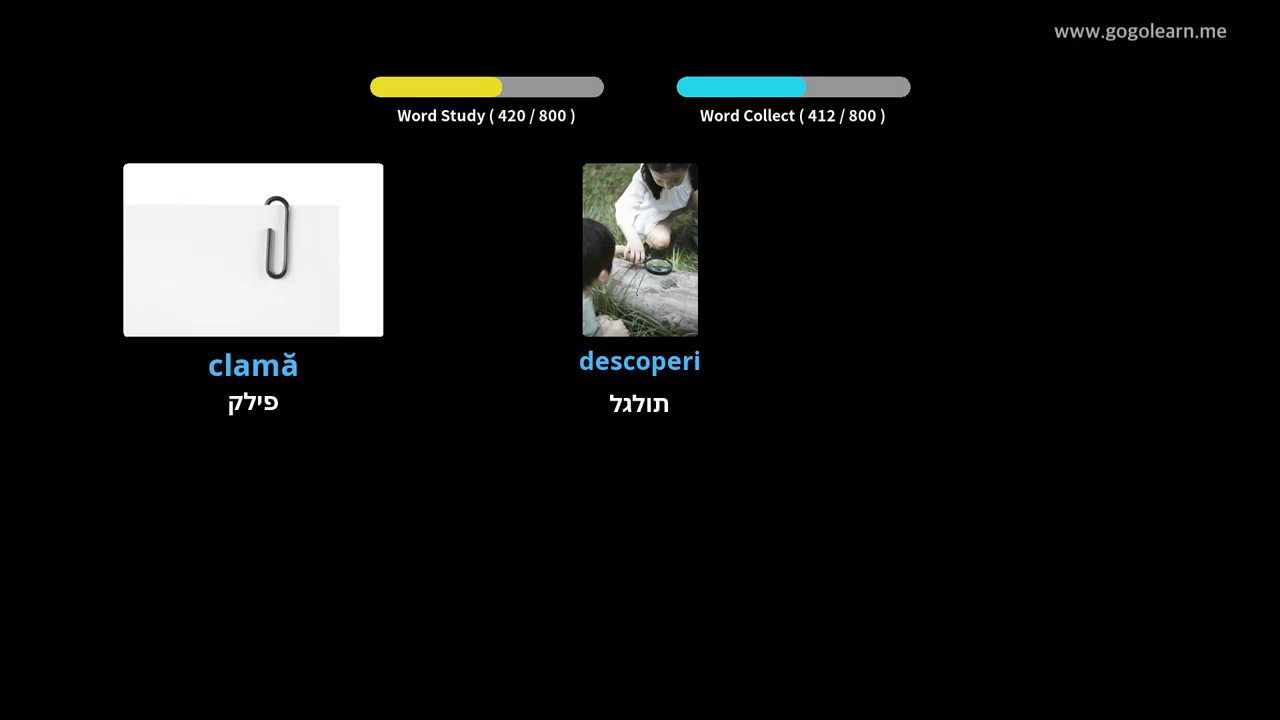 www.gogolearn.me
Word Study ( 420 / 800 )
Word Collect ( 412 / 800 )
clamă
פילק
descoperi
תולגל